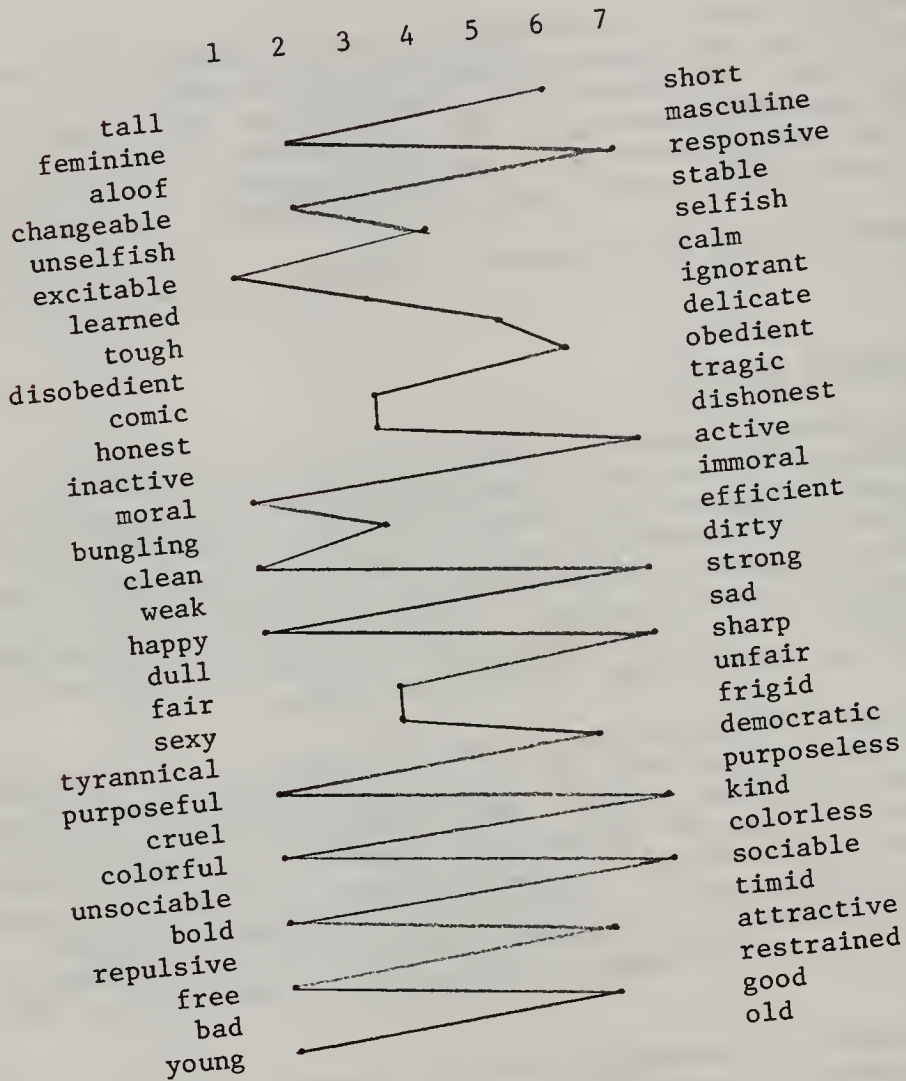 1 2 3 4 5 6 7
tall short
feminine masculine
aloof responsive
changeable stable
unselfish selfish
excitable calm
learned ignorant
tough delicate
disobedient obedient
comic tragic
honest dishonest
inactive active
moral immoral
bungling efficient
clean dirty
weak strong
happy sad
dull sharp
fair unfair
sexy frigid
tyrannical democratic
purposeful purposeless
cruel kind
colorful colorless
unsociable sociable
bold timid
repulsive attractive
free restrained
bad good
young old